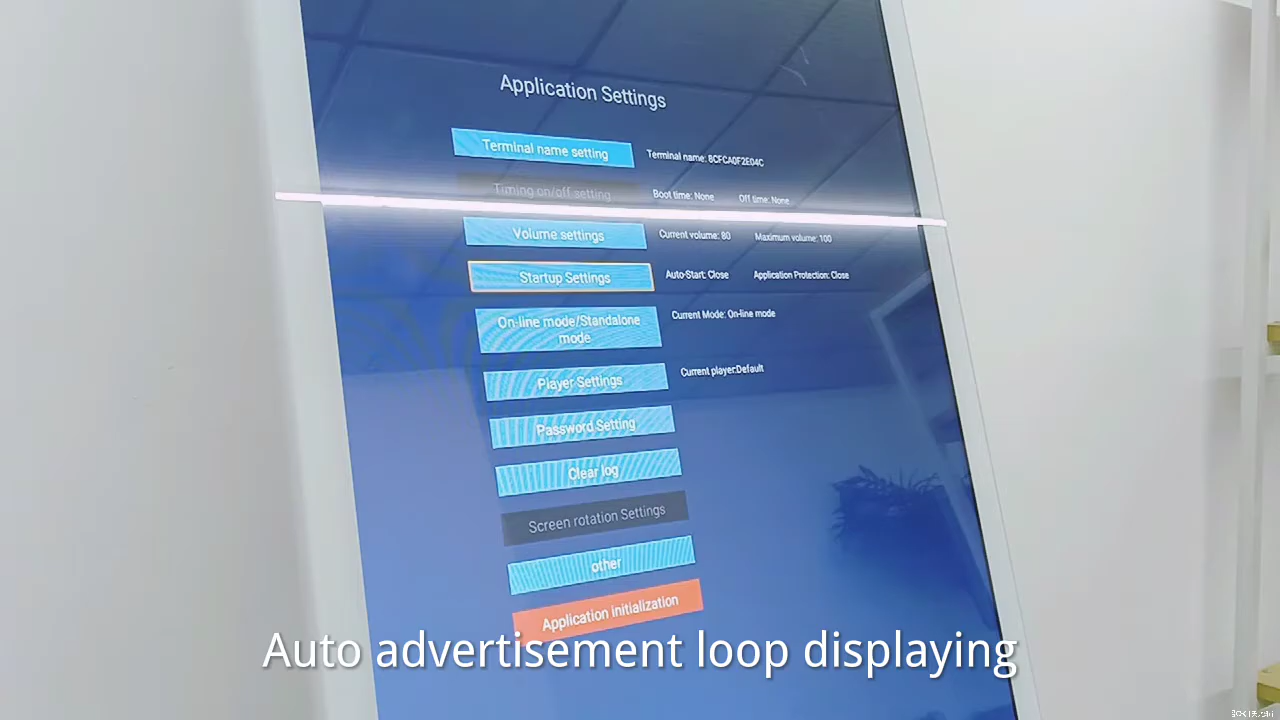 Application Settings
Terminal name setting
Terminal name: 8CFCA0F2E04C
Timing on/off setting
Boot time: None Off time: None
Volume settings
Current volume: 80 Maximum volume: 100
Startup Settings
Auto-Start: Close Application Protection: Close
On-line mode/Standalone
mode
Current Mode: On-line mode
Player Settings
Current player:Default
Password Setting
Clear log
Screen rotation Settings
other
Application initialization
Auto advertisement loop displaying